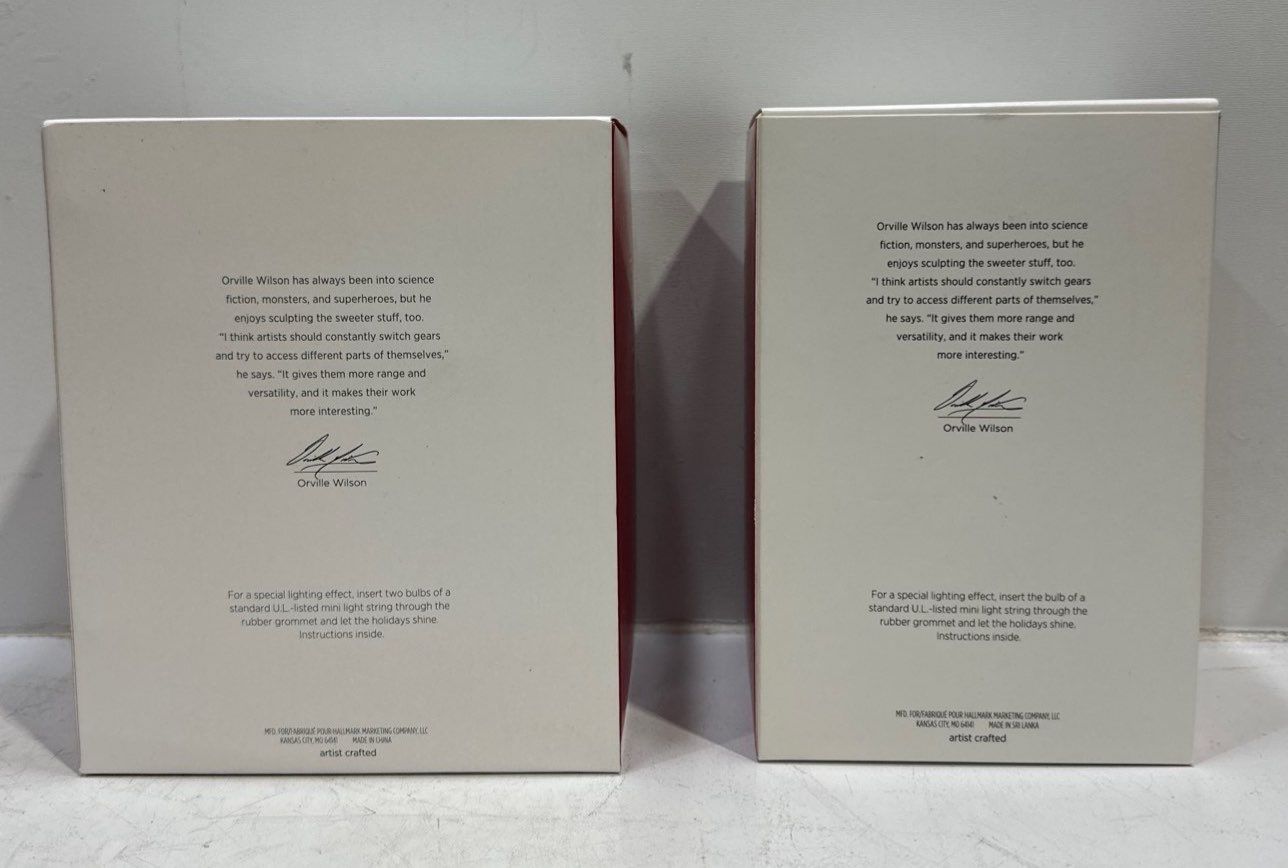 Orville Wilson has always been into science
fiction, monsters, and superheroes, but he
enjoys sculpting the sweeter stuff, too.
"I think artists should constantly switch gears
and try to access different parts of themselves,"
he says. "It gives them more range and
versatility, and it makes their work
more interesting."
Orville Wilson
For a special lighting effect, insert two bulbs of a
standard U.L.-listed mini light string through the
rubber grommet and let the holidays shine.
Instructions inside.
MFD. FOR/FABRIQUÉ POUR HALLMARK MARKETING COMPANY, LLC
KANSAS CITY, MO 64141 MADE IN CHINA
artist crafted
Orville Wilson has always been into science
fiction, monsters, and superheroes, but he
enjoys sculpting the sweeter stuff, too.
"I think artists should constantly switch gears
and try to access different parts of themselves,"
he says. "It gives them more range and
versatility, and it makes their work
more interesting."
Orville Wilson
For a special lighting effect, insert the bulb of a
standard U.L.-listed mini light string through the
rubber grommet and let the holidays shine.
Instructions inside.
MFD. FOR/FABRIQUÉ POUR HALLMARK MARKETING COMPANY, LLC
KANSAS CITY, MO 64141 MADE IN SRI LANKA
artist crafted